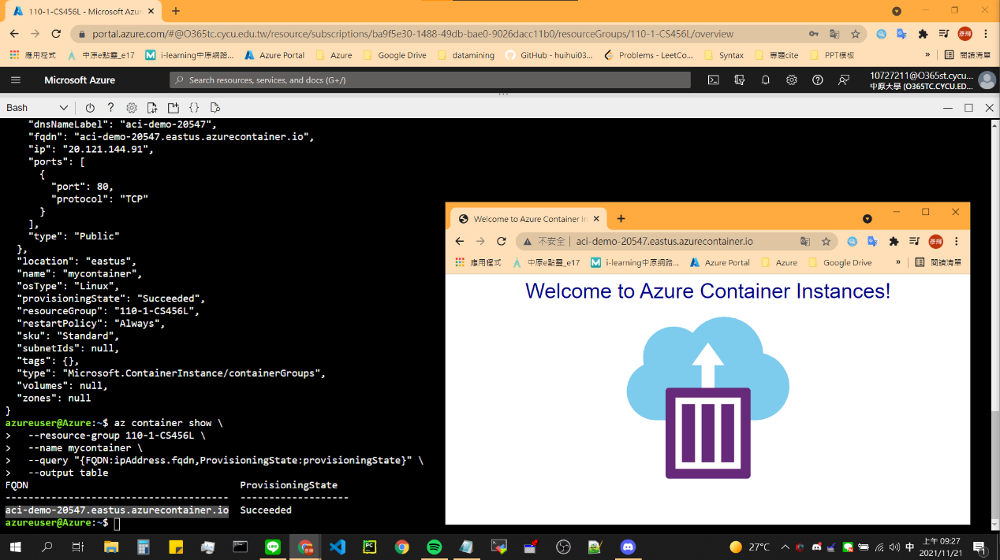 110-1-CS456L - Microsoft Azur
portal.azure.com/#@O365tc.cycu.edu.tw/resource/subscriptions/ba9f5e30-1488-49db-bae0-9026dacc11b0/resourceGroups/110-1-CS456L/overview
彥輝
應用程式 中原e點靈_e17 i-learning中原網路... Azure Portal Azure Google Drive datamining GitHub - huihui03... Problems - LeetCo... Syntax 專題cite PPT模板 » 閱讀清單
Microsoft Azure
Search resources, services, and docs (G+/)
10727211@O365st.cycu...
中原大學 (O365TC.CYCU.ED...
Bash
"dnsNameLabel": "aci-demo-20547",
"fqdn": "aci-demo-20547.eastus.azurecontainer.io",
"ip": "20.121.144.91",
"ports": [
{
"port": 80,
"protocol": "TCP"
}
],
"type": "Public"
},
"location": "eastus",
"name": "mycontainer",
"osType": "Linux",
"provisioningState": "Succeeded",
"resourceGroup": "110-1-CS456L",
"restartPolicy": "Always",
"sku": "Standard",
"subnetIds": null,
"tags": {},
"type": "Microsoft.ContainerInstance/containerGroups",
"volumes": null,
"zones": null
}
azureuser@Azure:~$ az container show \
> --resource-group 110-1-CS456L \
> --name mycontainer \
> --query "{FQDN:ipAddress.fqdn,ProvisioningState:provisioningState}" \
> --output table
FQDN ProvisioningState
--------------------------------------- -------------------
aci-demo-20547.eastus.azurecontainer.io Succeeded
azureuser@Azure:~$
Welcome to Azure Container In
不安全 | aci-demo-20547.eastus.azurecontainer.io
彥輝
應用程式 中原e點靈_e17 i-learning中原網路... Azure Portal Azure Google Drive » 閱讀清單
Welcome to Azure Container Instances!
27°C
中
上午 09:27
2021/11/21
1